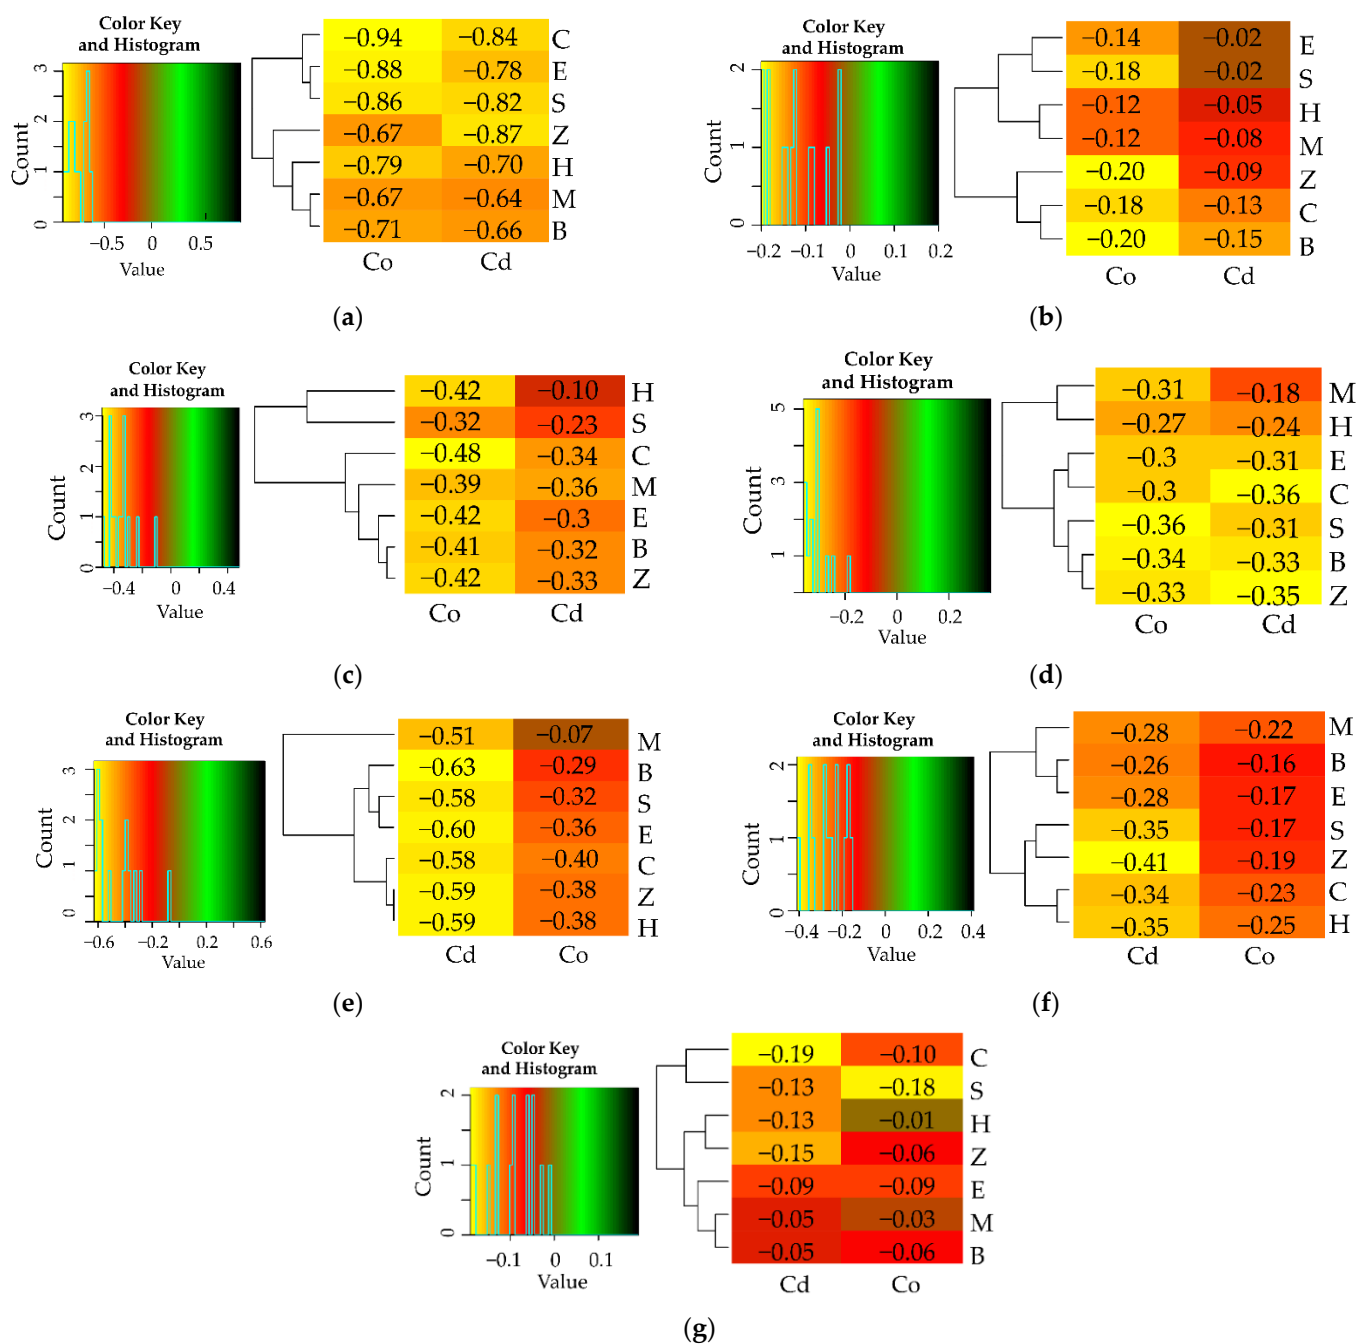 Color Key
and Histogram
Count
3
2
1
0
−0.5 0 0.5
Value
−0.94 −0.84 C
−0.88 −0.78 E
−0.86 −0.82 S
−0.67 −0.87 Z
−0.79 −0.70 H
−0.67 −0.64 M
−0.71 −0.66 B
Co Cd
(a)
Color Key
and Histogram
Count
2
1
0
−0.2 −0.1 0 0.1 0.2
Value
−0.14 −0.02 E
−0.18 −0.02 S
−0.12 −0.05 H
−0.12 −0.08 M
−0.20 −0.09 Z
−0.18 −0.13 C
−0.20 −0.15 B
Co Cd
(b)
Color Key
and Histogram
Count
3
2
1
0
−0.4 0 0.4
Value
−0.42 −0.10 H
−0.32 −0.23 S
−0.48 −0.34 C
−0.39 −0.36 M
−0.42 −0.3 E
−0.41 −0.32 B
−0.42 −0.33 Z
Co Cd
(c)
Color Key
and Histogram
Count
5
3
1
−0.2 0 0.2
Value
−0.31 −0.18 M
−0.27 −0.24 H
−0.3 −0.31 E
−0.3 −0.36 C
−0.36 −0.31 S
−0.34 −0.33 B
−0.33 −0.35 Z
Co Cd
(d)
Color Key
and Histogram
Count
3
2
1
0
−0.6 −0.2 0.2 0.6
Value
−0.51 −0.07 M
−0.63 −0.29 B
−0.58 −0.32 S
−0.60 −0.36 E
−0.58 −0.40 C
−0.59 −0.38 Z
−0.59 −0.38 H
Cd Co
(e)
Color Key
and Histogram
Count
2
1
0
−0.4 −0.2 0 0.2 0.4
Value
−0.28 −0.22 M
−0.26 −0.16 B
−0.28 −0.17 E
−0.35 −0.17 S
−0.41 −0.19 Z
−0.34 −0.23 C
−0.35 −0.25 H
Cd Co
(f)
Color Key
and Histogram
Count
2
1
0
−0.1 0 0.1
Value
−0.19 −0.10 C
−0.13 −0.18 S
−0.13 −0.01 H
−0.15 −0.06 Z
−0.09 −0.09 E
−0.05 −0.03 M
−0.05 −0.06 B
Cd Co
(g)